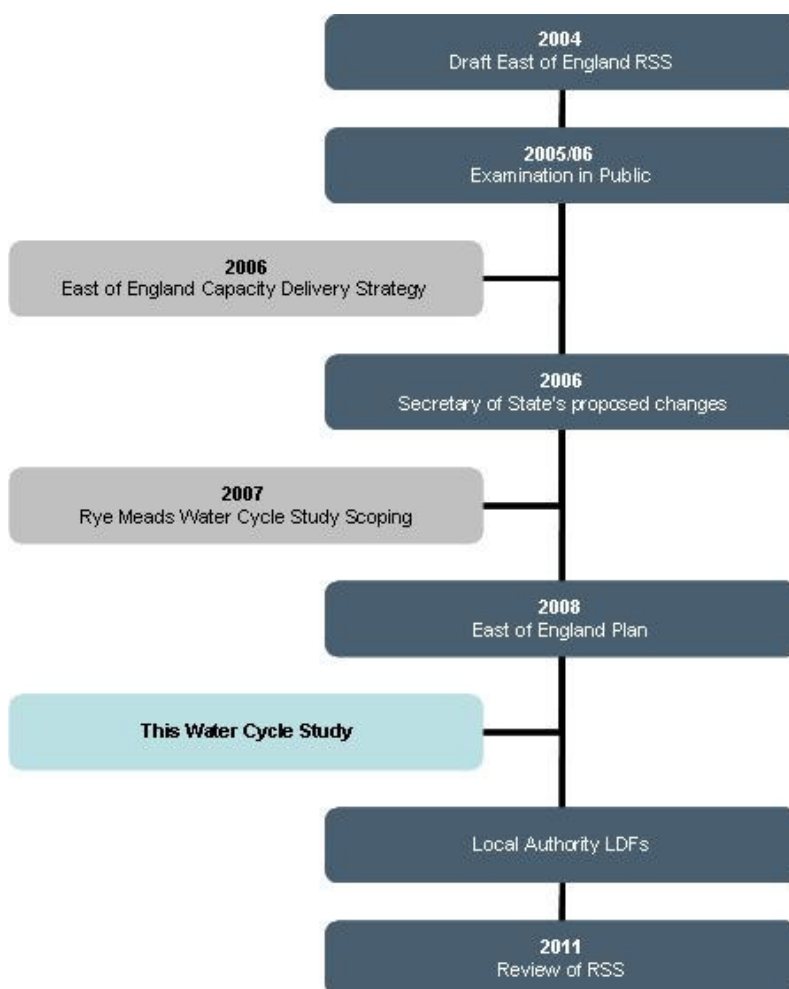 2004
Draft East of England RSS
2005/06
Examination in Public
2006
East of England Capacity Delivery Strategy
2006
Secretary of State's proposed changes
2007
Rye Meads Water Cycle Study Scoping
2008
East of England Plan
This Water Cycle Study
Local Authority LDFs
2011
Review of RSS